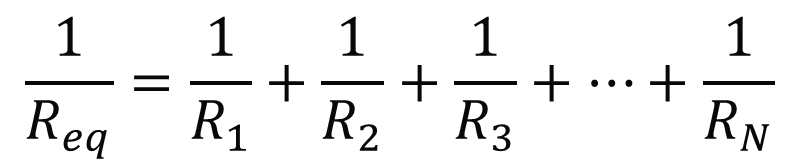 1/R_eq = 1/R_1 + 1/R_2 + 1/R_3 + ⋯ + 1/R_N